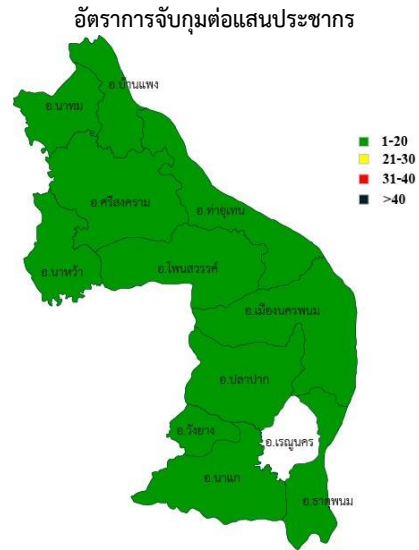 อัตราการจับกุมต่อแสนประชากร
อ.บ้านแพง
อ.นาทม
1-20
21-30
31-40
>40
อ.ศรีสงคราม
อ.ท่าอุเทน
อ.นาหว้า
อ.โพนสวรรค์
อ.เมืองนครพนม
อ.ปลาปาก
อ.วังยาง
อ.เรณูนคร
อ.นาแก
อ.ธาตุพนม